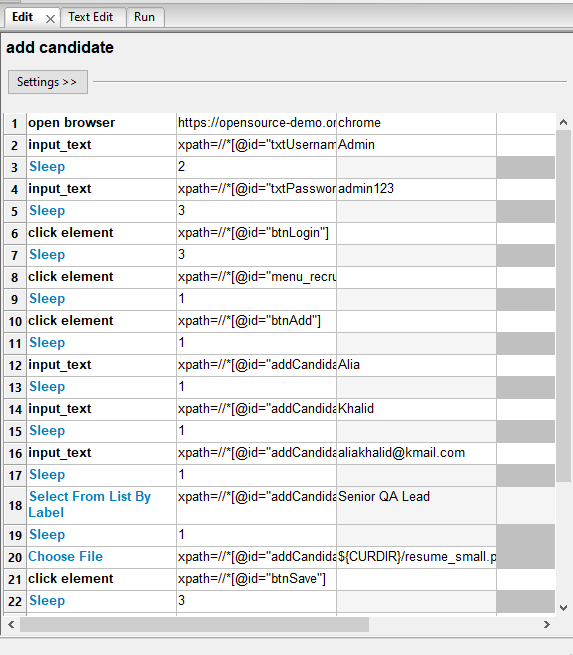 Edit
Text Edit
Run
add candidate
Settings >>
1 open browser https://opensource-demo.or chrome
2 input_text xpath=//*[@id="txtUsernam Admin
3 Sleep 2
4 input_text xpath=//*[@id="txtPasswor admin123
5 Sleep 3
6 click element xpath=//*[@id="btnLogin"]
7 Sleep 3
8 click element xpath=//*[@id="menu_recru
9 Sleep 1
10 click element xpath=//*[@id="btnAdd"]
11 Sleep 1
12 input_text xpath=//*[@id="addCandida Alia
13 Sleep 1
14 input_text xpath=//*[@id="addCandida Khalid
15 Sleep 1
16 input_text xpath=//*[@id="addCandida aliakhalid@kmail.com
17 Sleep 1
18 Select From List By Label xpath=//*[@id="addCandida Senior QA Lead
19 Sleep 1
20 Choose File xpath=//*[@id="addCandida ${CURDIR}/resume_small.p
21 click element xpath=//*[@id="btnSave"]
22 Sleep 3